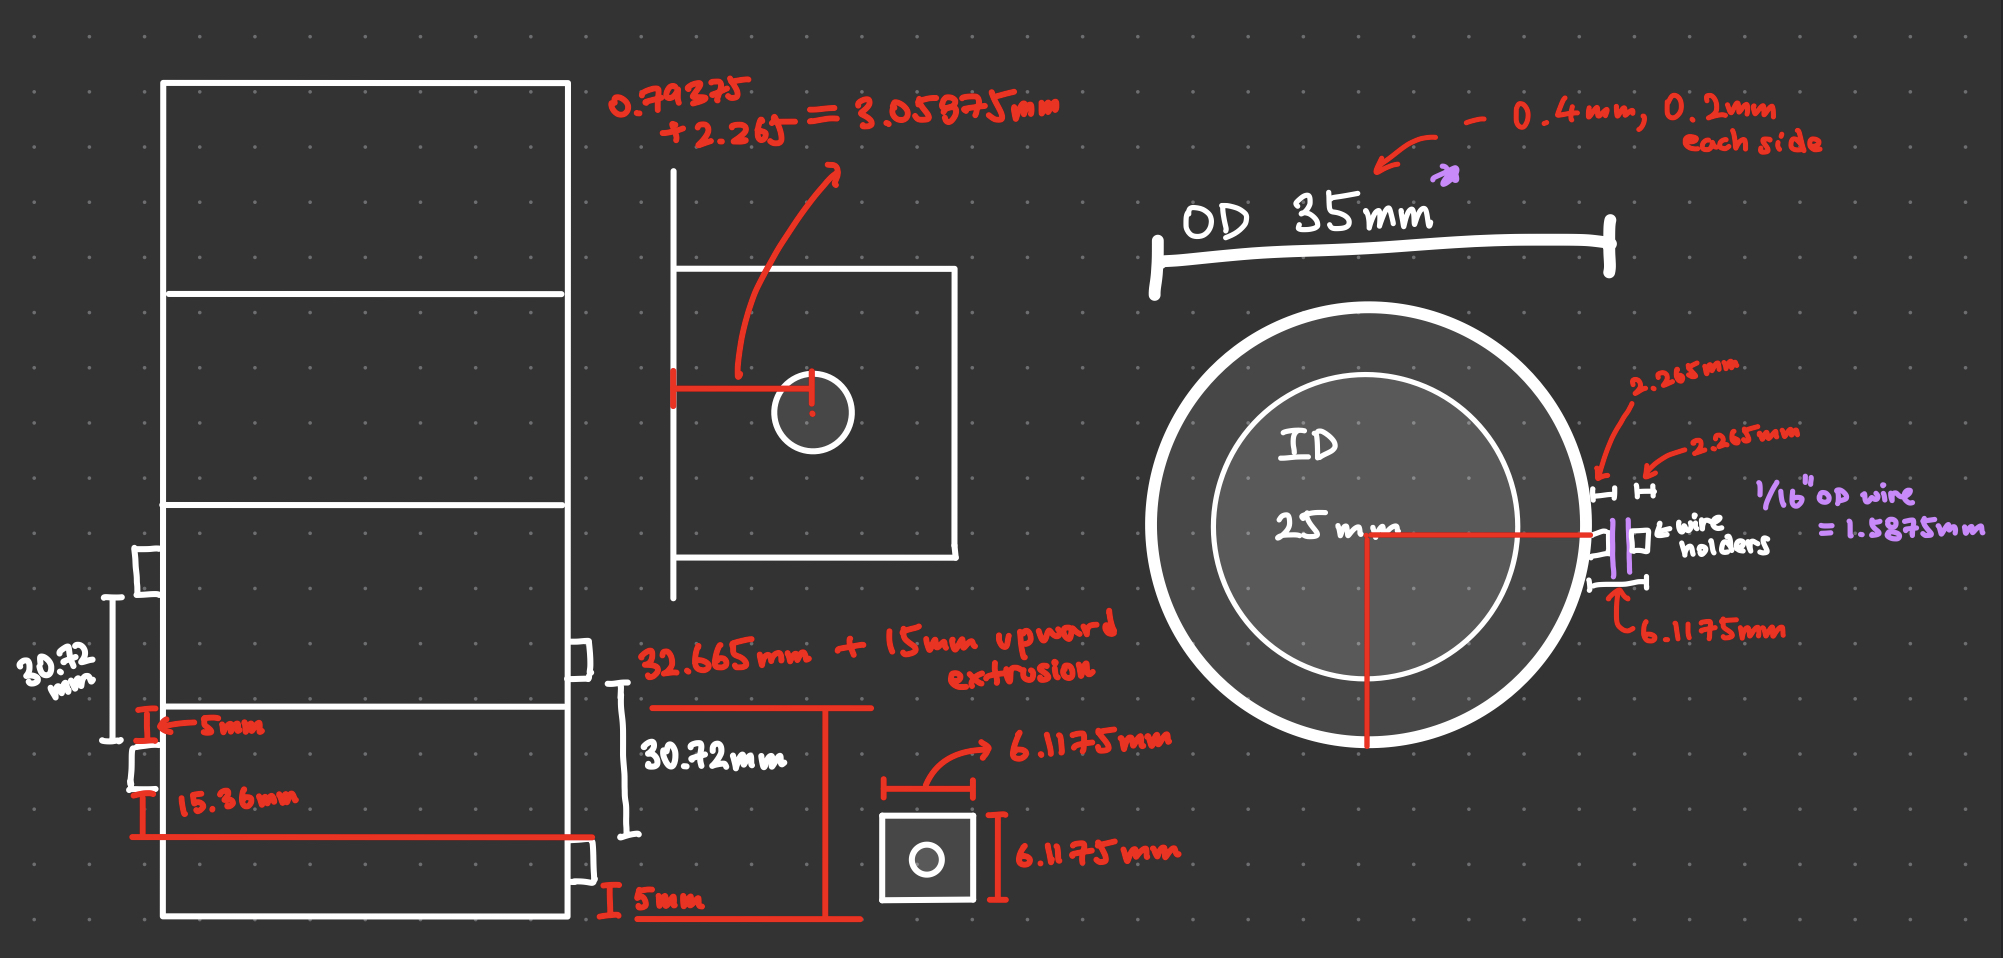 0.79375
+2.265 = 3.05875mm
- 0.4mm, 0.2mm
each side
*
OD 35mm
ID
25mm
2.265mm
2.265mm
1/16" OD wire
= 1.5875mm
wire
holders
6.1175mm
30.72
mm
5mm
15.36mm
32.665mm + 15mm upward
extrusion
30.72mm
5mm
6.1175mm
6.1175mm